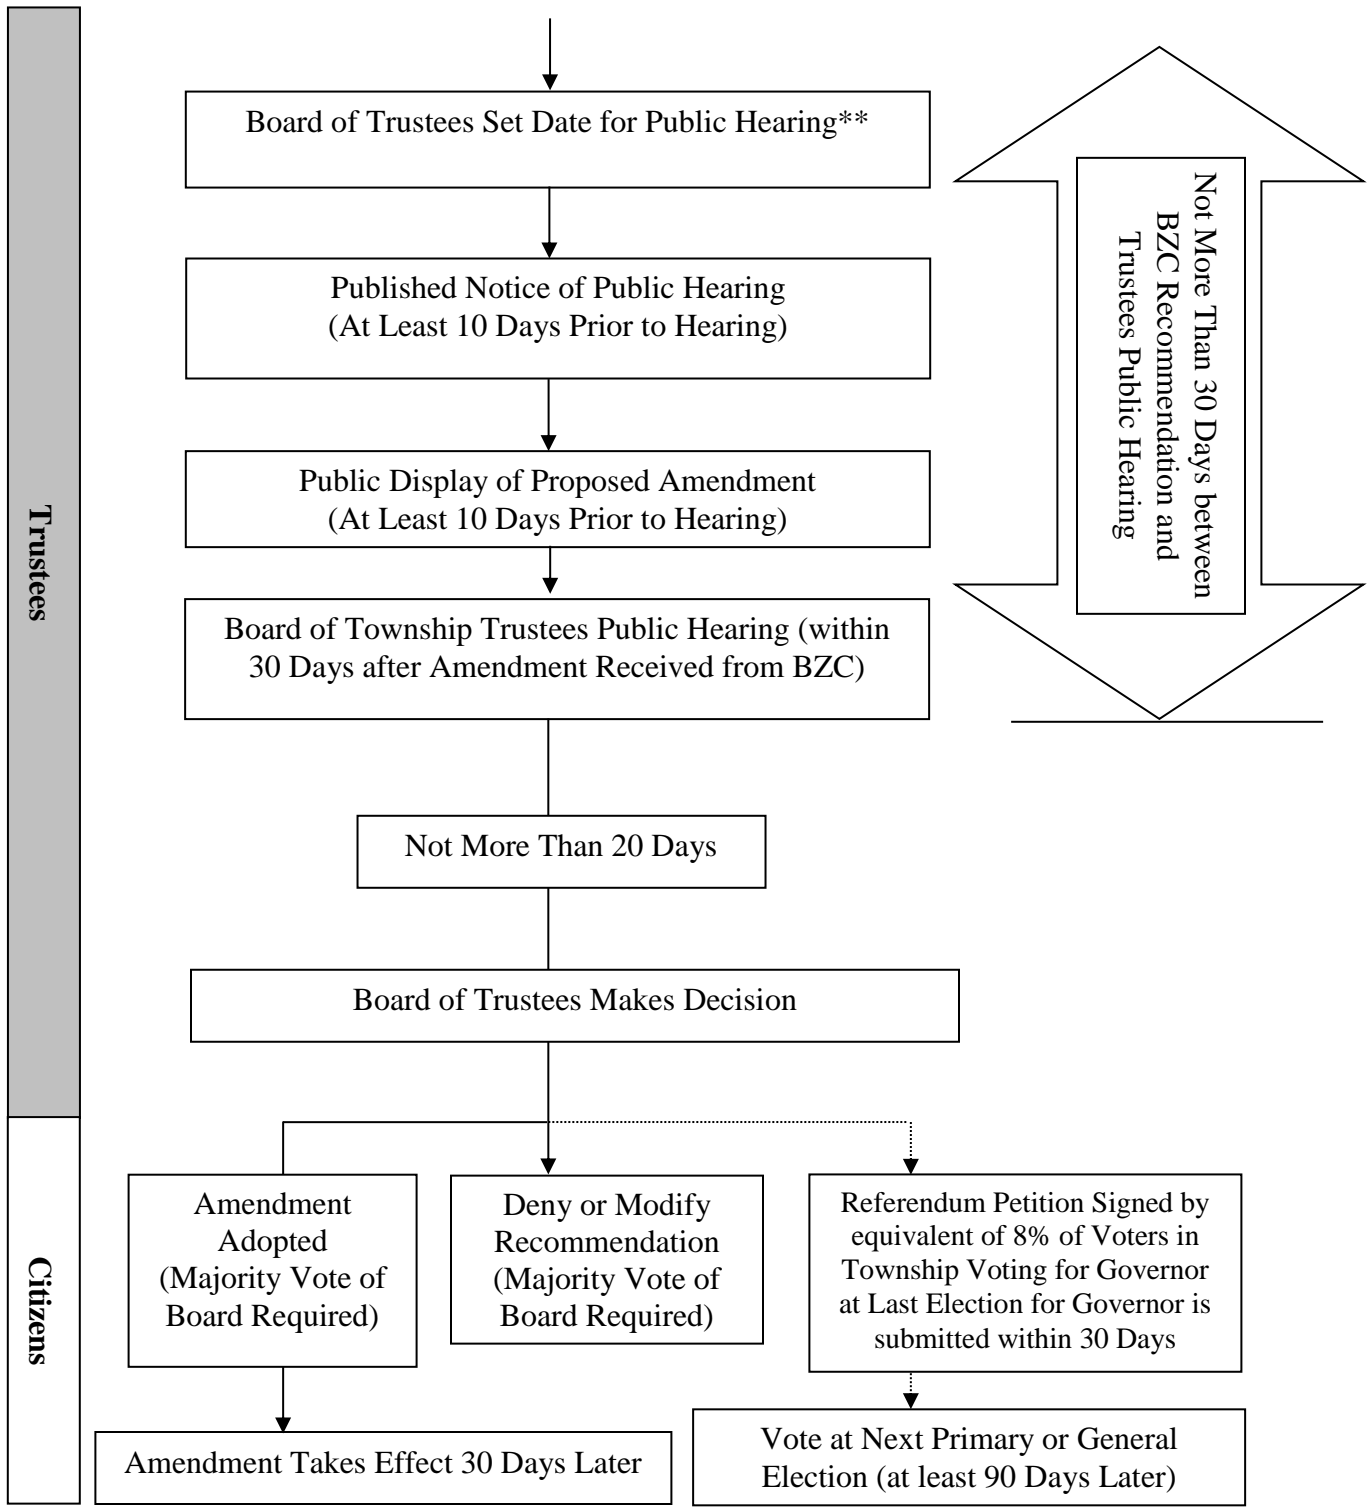 Board of Trustees Set Date for Public Hearing**
Not More Than 30 Days between
BZC Recommendation and
Trustees Public Hearing
Published Notice of Public Hearing
(At Least 10 Days Prior to Hearing)
Public Display of Proposed Amendment
(At Least 10 Days Prior to Hearing)
Trustees
Board of Township Trustees Public Hearing (within
30 Days after Amendment Received from BZC)
Not More Than 20 Days
Board of Trustees Makes Decision
Citizens
Amendment
Adopted
(Majority Vote of
Board Required)
Deny or Modify
Recommendation
(Majority Vote of
Board Required)
Referendum Petition Signed by
equivalent of 8% of Voters in
Township Voting for Governor
at Last Election for Governor is
submitted within 30 Days
Amendment Takes Effect 30 Days Later
Vote at Next Primary or General
Election (at least 90 Days Later)